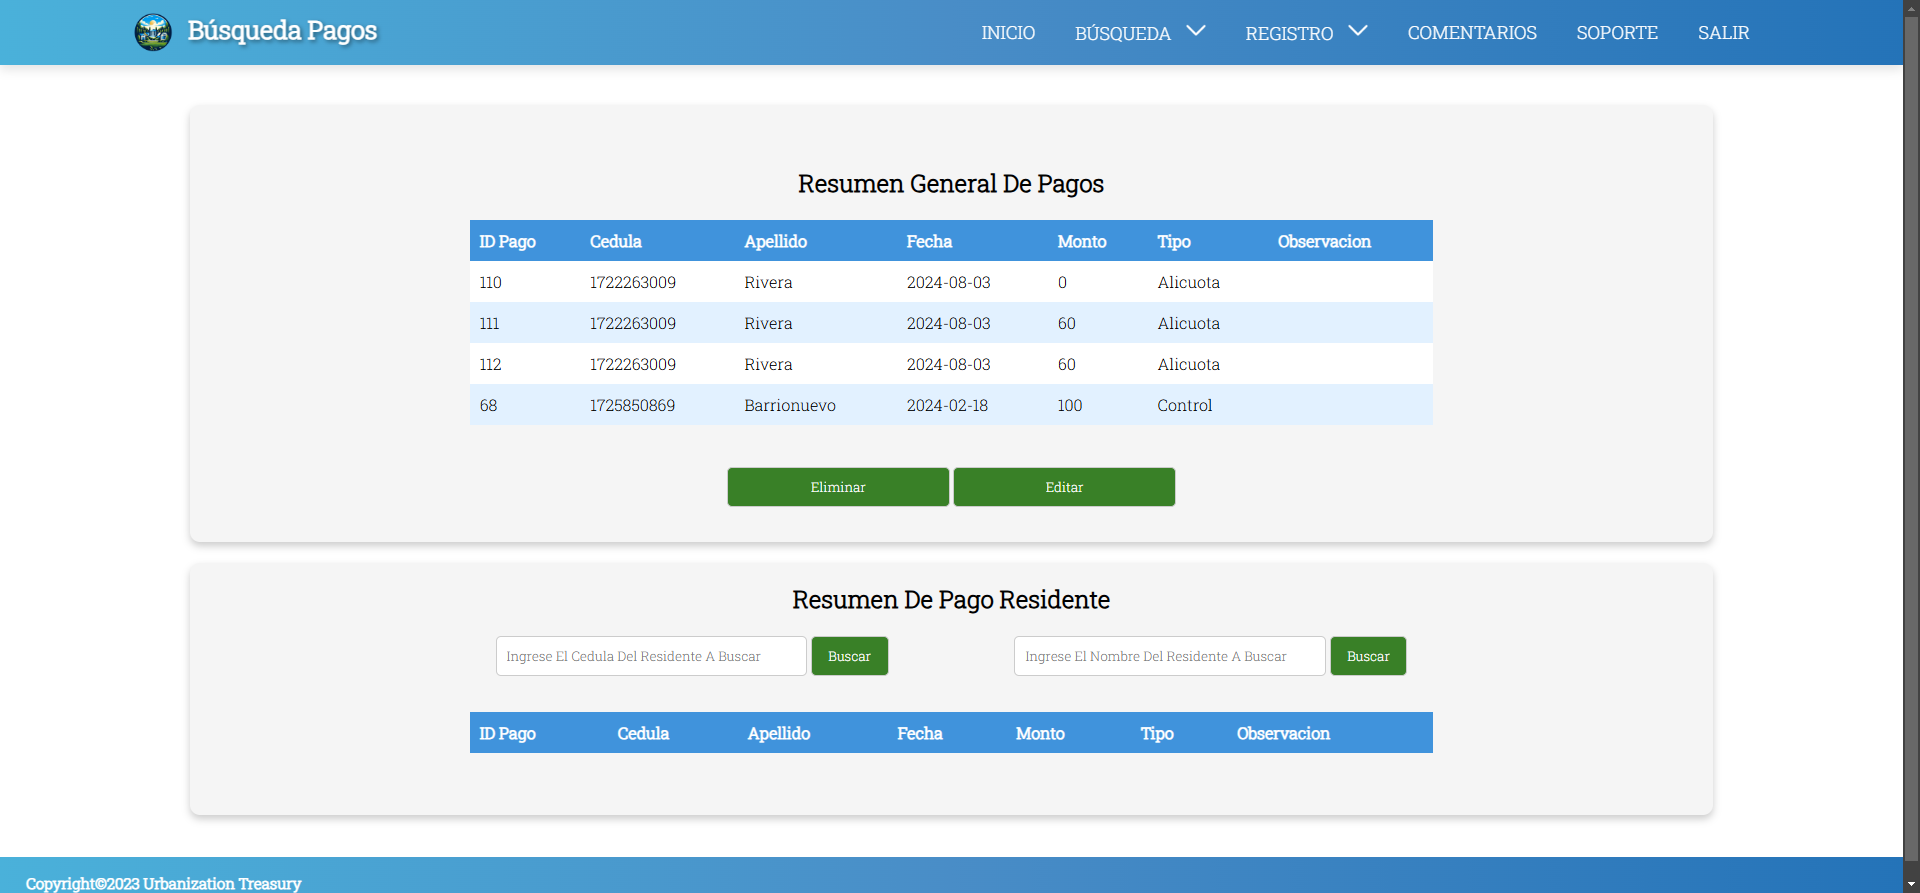 Búsqueda Pagos
INICIO BÚSQUEDA REGISTRO COMENTARIOS SOPORTE SALIR
Resumen General De Pagos
ID Pago Cedula Apellido Fecha Monto Tipo Observacion
110 1722263009 Rivera 2024-08-03 0 Alicuota
111 1722263009 Rivera 2024-08-03 60 Alicuota
112 1722263009 Rivera 2024-08-03 60 Alicuota
68 1725850869 Barrionuevo 2024-02-18 100 Control
Eliminar Editar
Resumen De Pago Residente
Ingrese El Cedula Del Residente A Buscar Buscar Ingrese El Nombre Del Residente A Buscar Buscar
ID Pago Cedula Apellido Fecha Monto Tipo Observacion
Copyright©2023 Urbanization Treasury